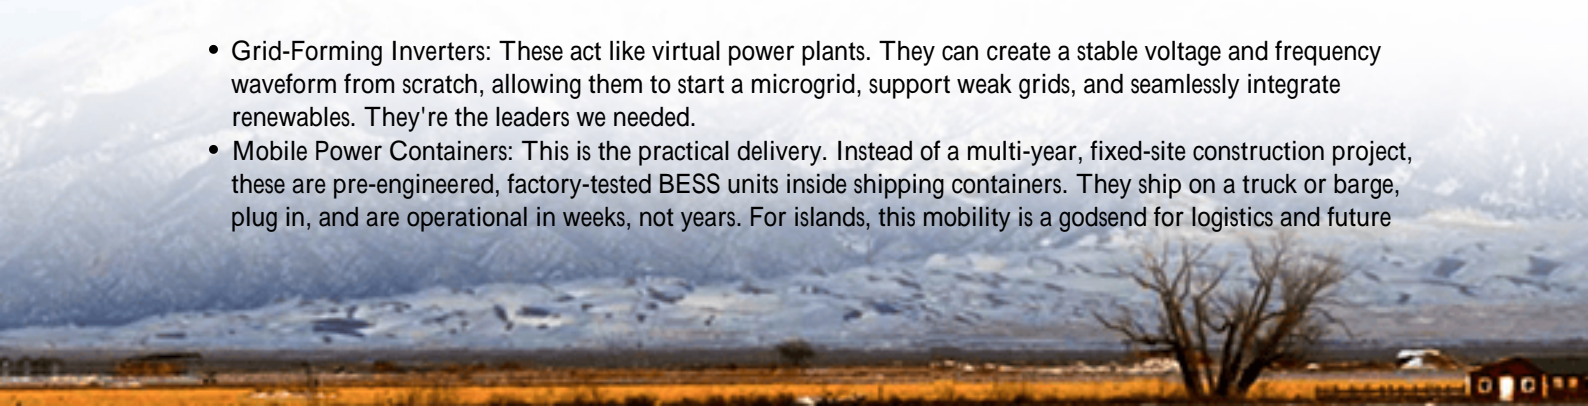 • Grid-Forming Inverters: These act like virtual power plants. They can create a stable voltage and frequency
waveform from scratch, allowing them to start a microgrid, support weak grids, and seamlessly integrate
renewables. They're the leaders we needed.
• Mobile Power Containers: This is the practical delivery. Instead of a multi-year, fixed-site construction project,
these are pre-engineered, factory-tested BESS units inside shipping containers. They ship on a truck or barge,
plug in, and are operational in weeks, not years. For islands, this mobility is a godsend for logistics and future